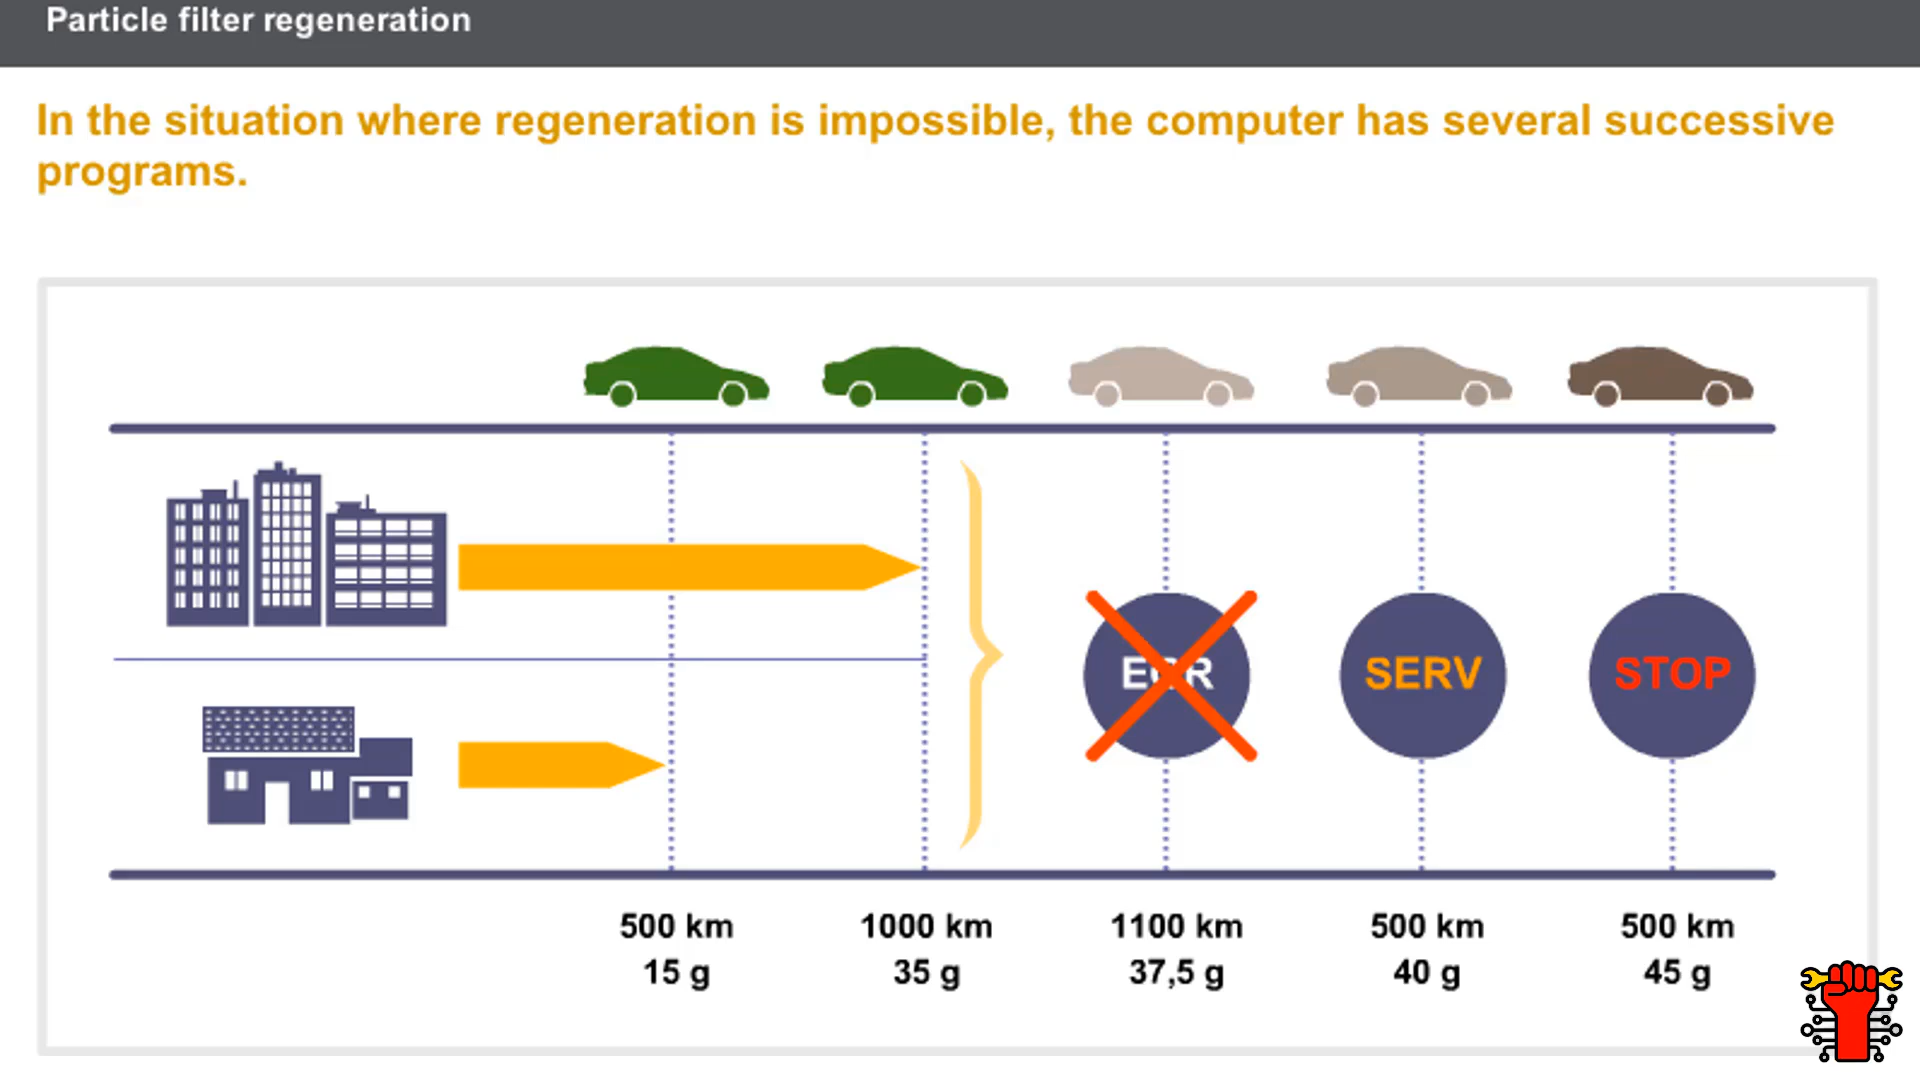 Particle filter regeneration
In the situation where regeneration is impossible, the computer has several successive
programs.
EGR
SERV
STOP
500 km
1000 km
1100 km
500 km
500 km
15 g
35 g
37,5 g
40 g
45 g